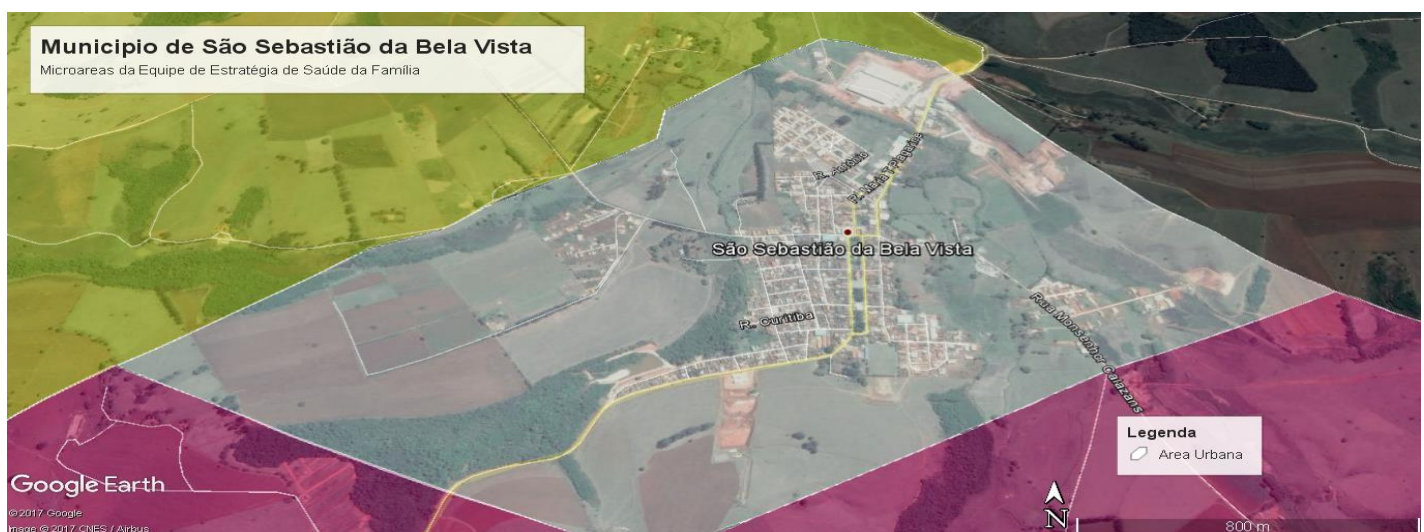 Municipio de São Sebastião da Bela Vista
Microareas da Equipe de Estratégia de Saúde da Família
R. Antônio
São Sebastião da Bela Vista
R. Curitiba
Rua Monsenhor Calazans
Legenda
Area Urbana
Google Earth
©2017 Google
Image © 2017 CNES / Airbus
N
800 m